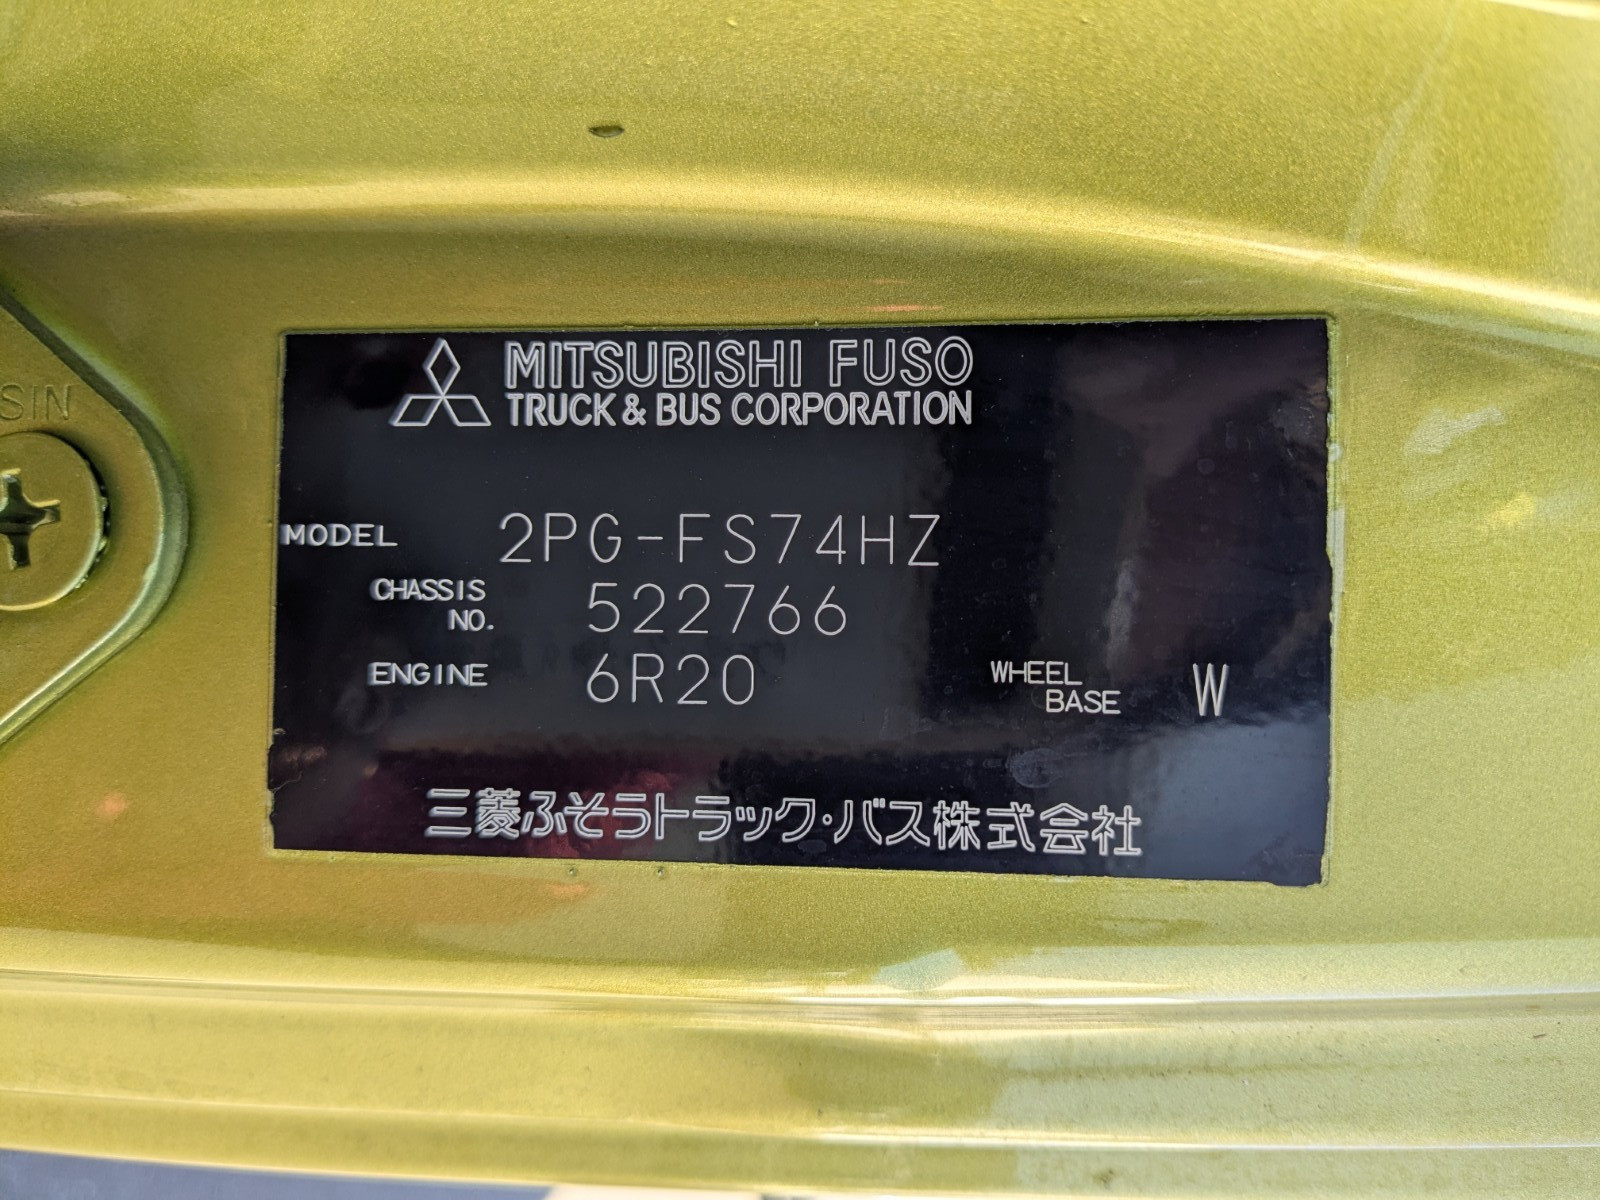 MITSUBISHI FUSO
TRUCK & BUS CORPORATION
SIN
MODEL 2PG-FS74HZ
CHASSIS NO. 522766
ENGINE 6R20 WHEEL BASE W
三菱ふそうトラック・バス株式会社